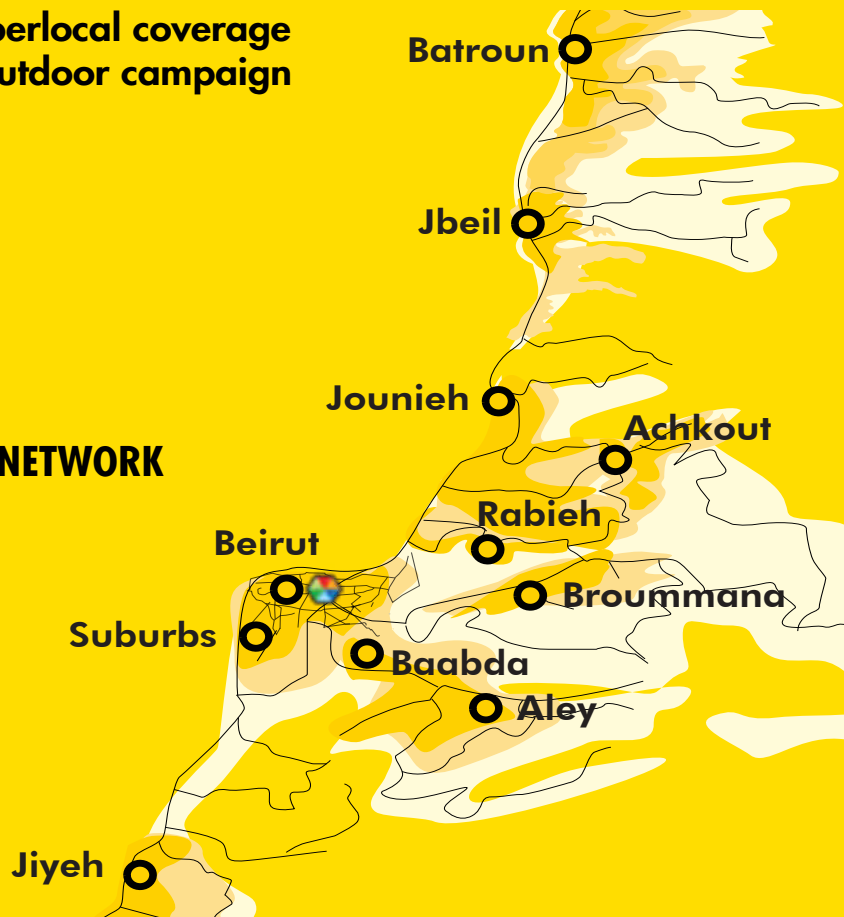 perlocal coverage
utdoor campaign
Batroun
Jbeil
Jounieh
Achkout
NETWORK
Rabieh
Beirut
Broummana
Suburbs
Baabda
Aley
Jiyeh